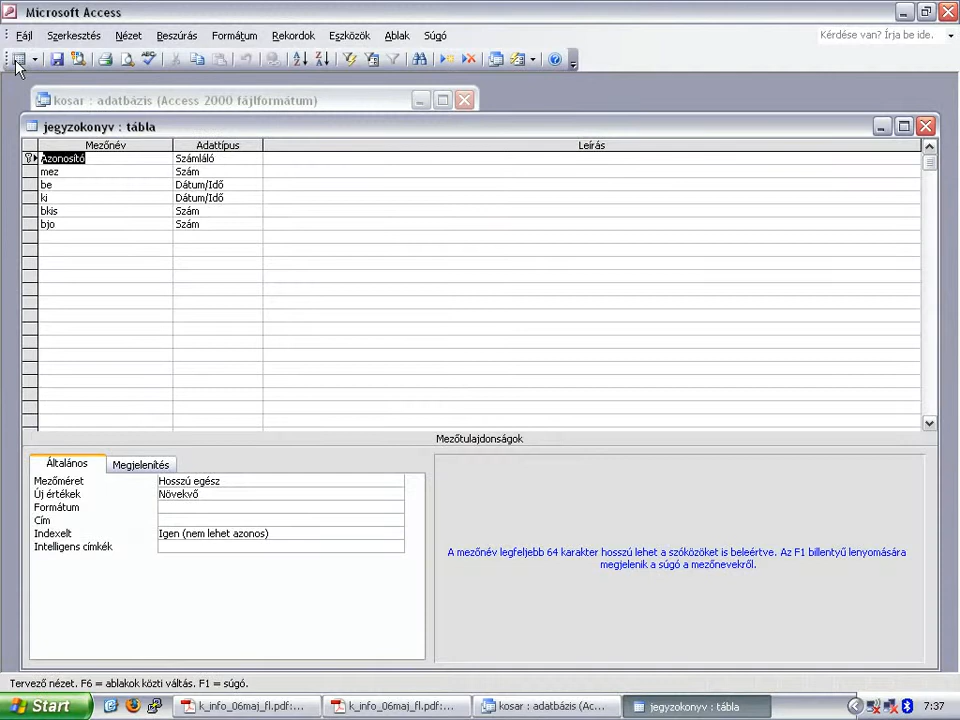 Microsoft Access
Fájl Szerkesztés Nézet Beszúrás Formátum Rekordok Eszközök Ablak Súgó Kérdése van? Írja be ide.
kosar : adatbázis (Access 2000 fájlformátum)
jegyzokonyv : tábla
Mezőnév Adattípus Leírás
Azonosító Számláló
mez Szám
be Dátum/Idő
ki Dátum/Idő
bkis Szám
bjo Szám
Mezőtulajdonságok
Általános Megjelenítés
Mezőméret Hosszú egész
Új értékek Növekvő
Formátum
Cím
Indexelt Igen (nem lehet azonos)
Intelligens címkék
A mezőnév legfeljebb 64 karakter hosszú lehet a szóközöket is beleértve. Az F1 billentyű lenyomására
megjelenik a súgó a mezőnevekről.
Tervező nézet. F6 = ablakok közti váltás. F1 = súgó.
Start k_info_06maj_fl.pdf:... k_info_06maj_fl.pdf:... kosar : adatbázis (Ac... jegyzokonyv : tábla 7:37